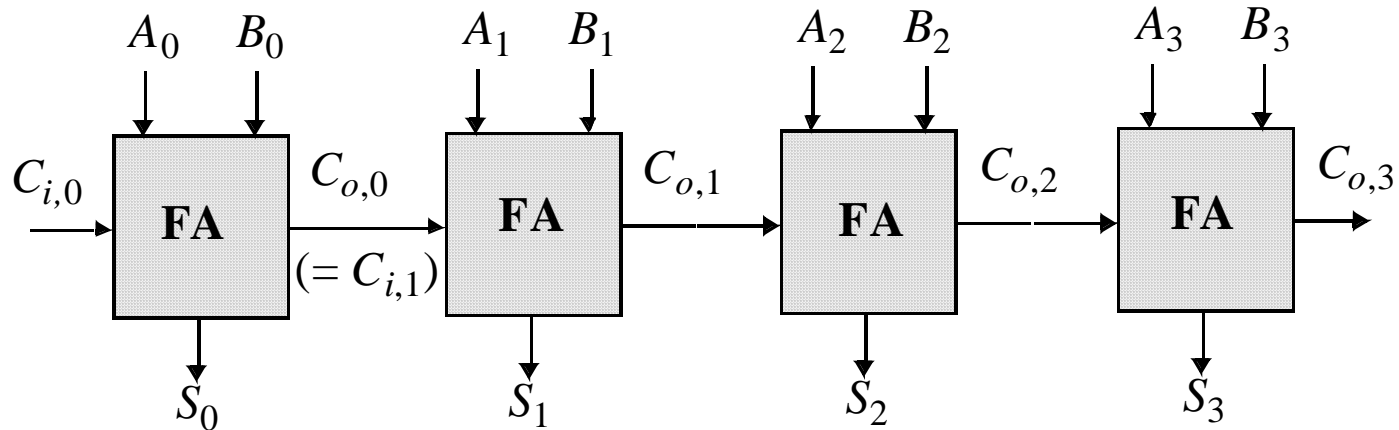 A0 B0 A1 B1 A2 B2 A3 B3
Ci,0 FA Co,0 FA Co,1 FA Co,2 FA Co,3
(= Ci,1)
S0 S1 S2 S3